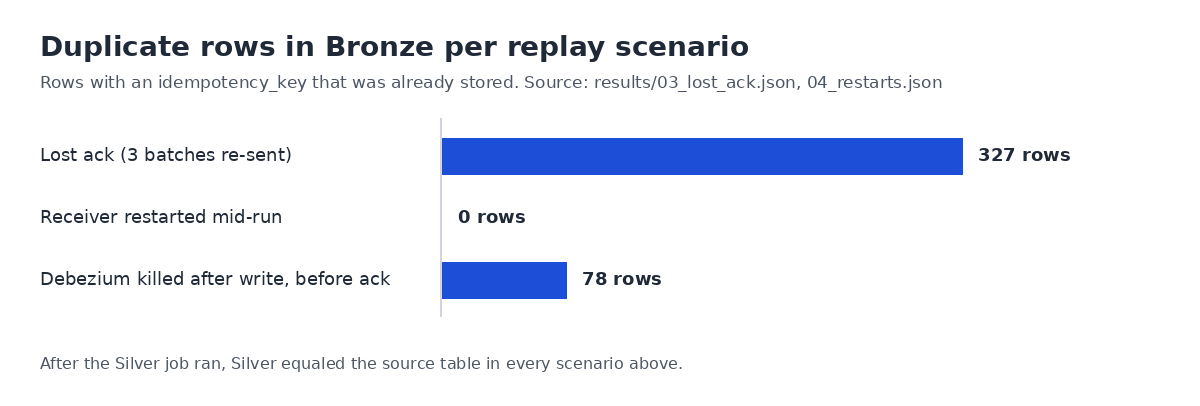 Duplicate rows in Bronze per replay scenario
Rows with an idempotency_key that was already stored. Source: results/03_lost_ack.json, 04_restarts.json
Lost ack (3 batches re-sent) 327 rows
Receiver restarted mid-run 0 rows
Debezium killed after write, before ack 78 rows
After the Silver job ran, Silver equaled the source table in every scenario above.